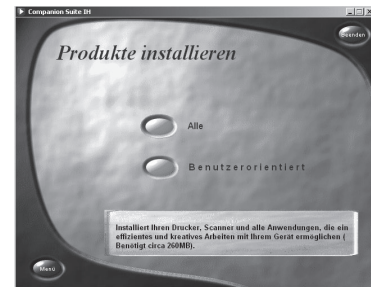 Companion Suite IH
Beenden
Produkte installieren
Alle
Benutzerorientiert
Installiert Ihren Drucker, Scanner und alle Anwendungen, die ein
effizientes und kreatives Arbeiten mit Ihrem Gerät ermöglichen (
Benötigt circa 260MB).
Menü